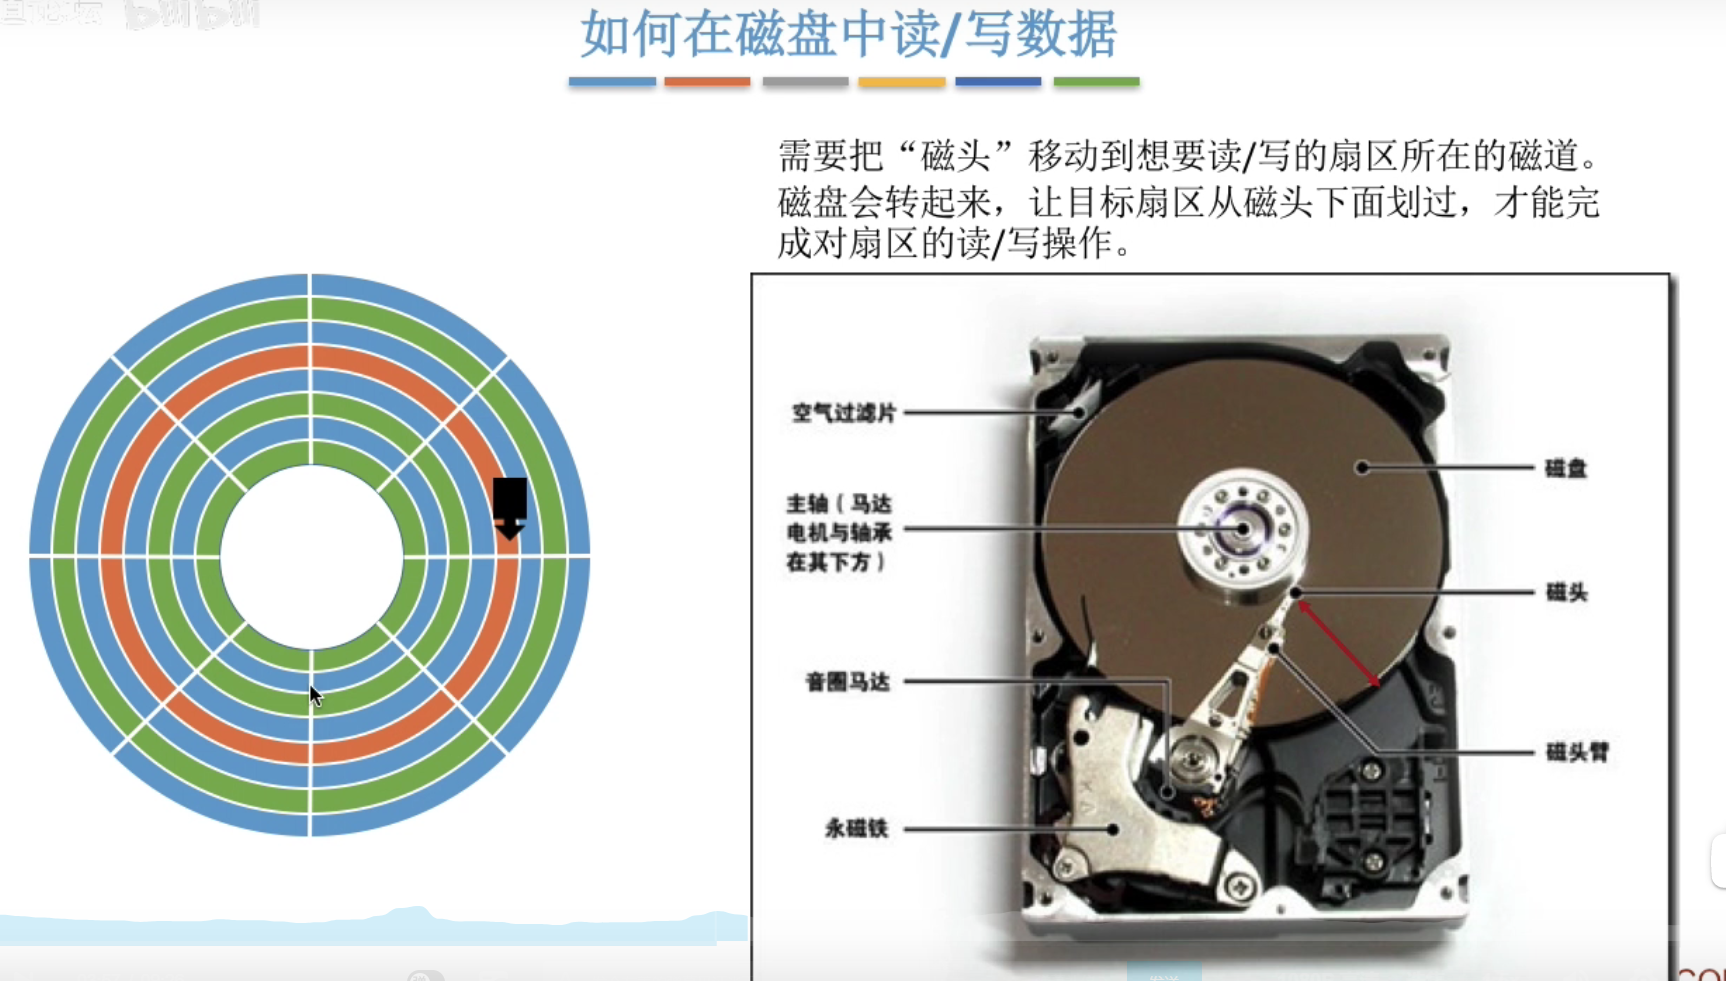 如何在磁盘中读/写数据
需要把“磁头”移动到想要读/写的扇区所在的磁道。
磁盘会转起来，让目标扇区从磁头下面划过，才能完
成对扇区的读/写操作。
空气过滤片
主轴（马达
电机与轴承
在其下方）
音圈马达
永磁铁
磁盘
磁头
磁头臂